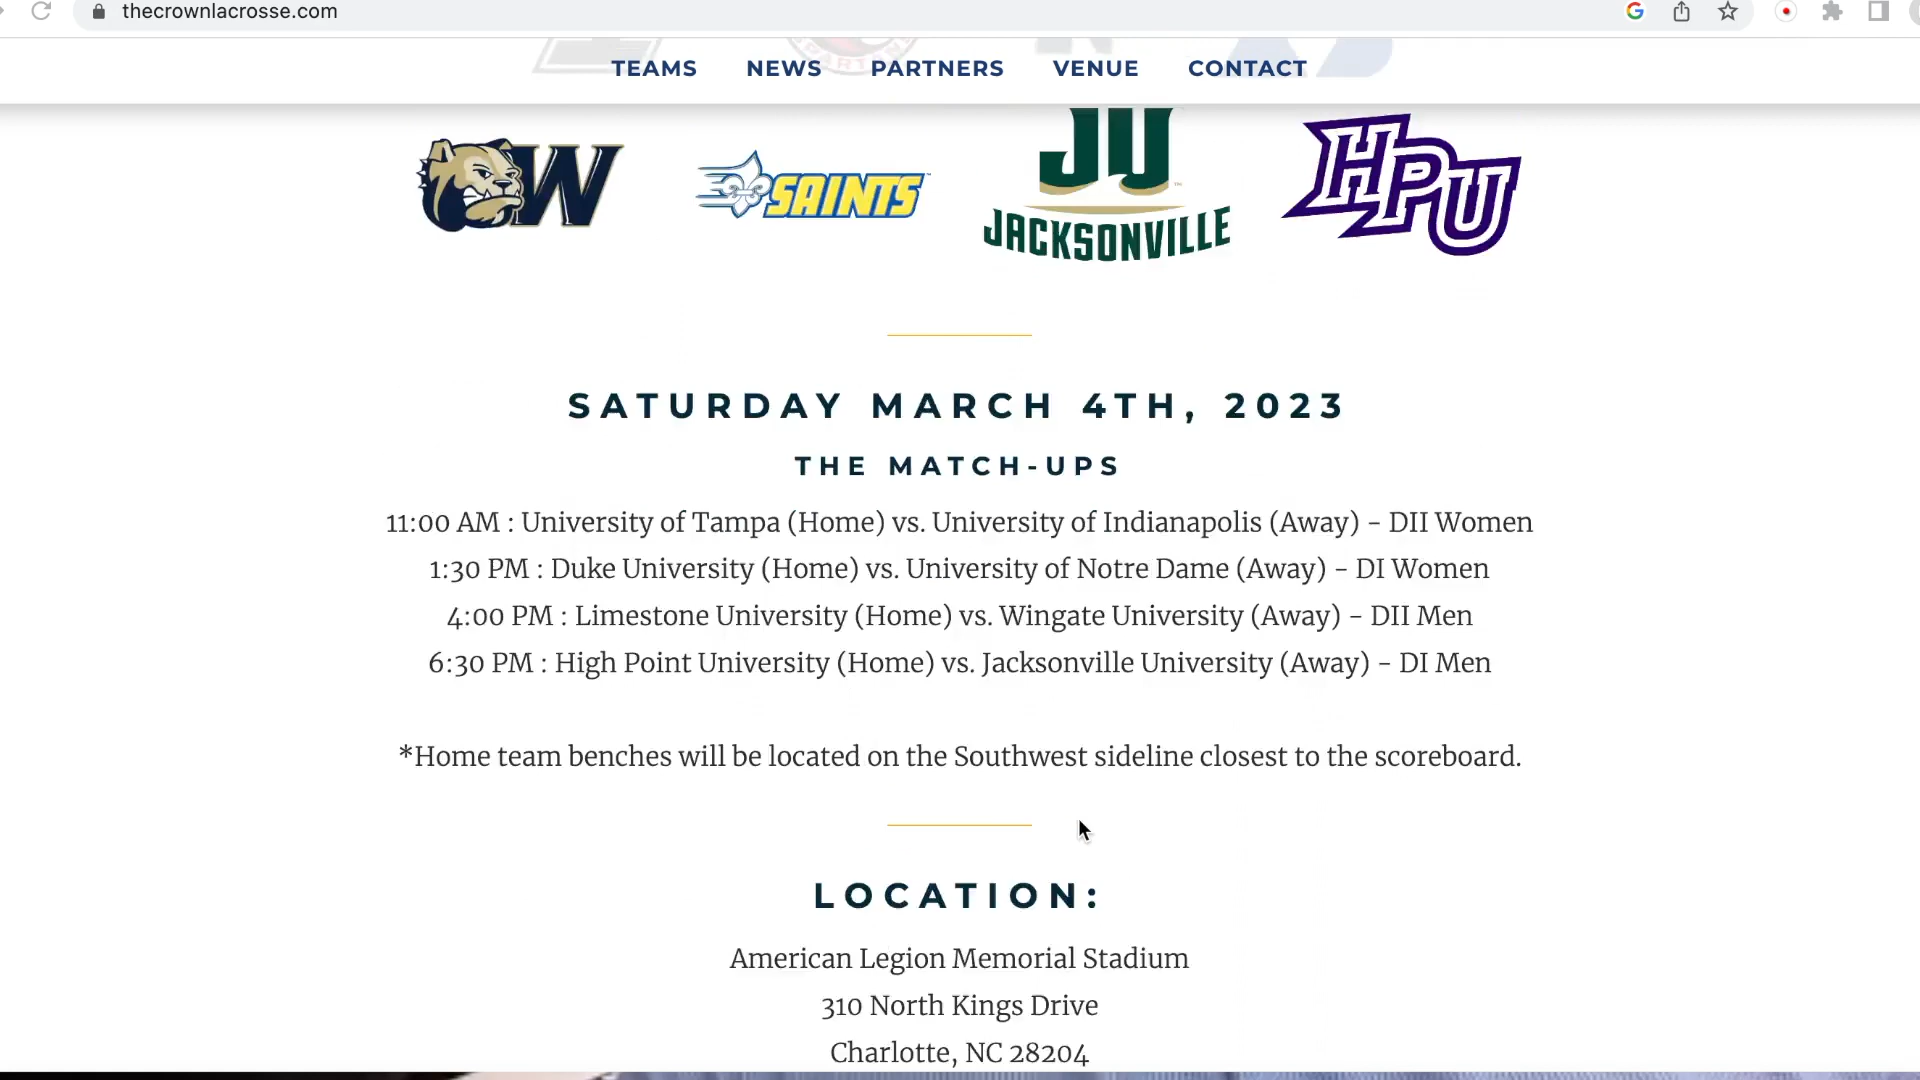 thecrownlacrosse.com
TEAMS NEWS PARTNERS VENUE CONTACT
W SAINTS JU JACKSONVILLE HPU
SATURDAY MARCH 4TH, 2023
THE MATCH-UPS
11:00 AM : University of Tampa (Home) vs. University of Indianapolis (Away) - DII Women
1:30 PM : Duke University (Home) vs. University of Notre Dame (Away) - DI Women
4:00 PM : Limestone University (Home) vs. Wingate University (Away) - DII Men
6:30 PM : High Point University (Home) vs. Jacksonville University (Away) - DI Men
*Home team benches will be located on the Southwest sideline closest to the scoreboard.
LOCATION:
American Legion Memorial Stadium
310 North Kings Drive
Charlotte, NC 28204